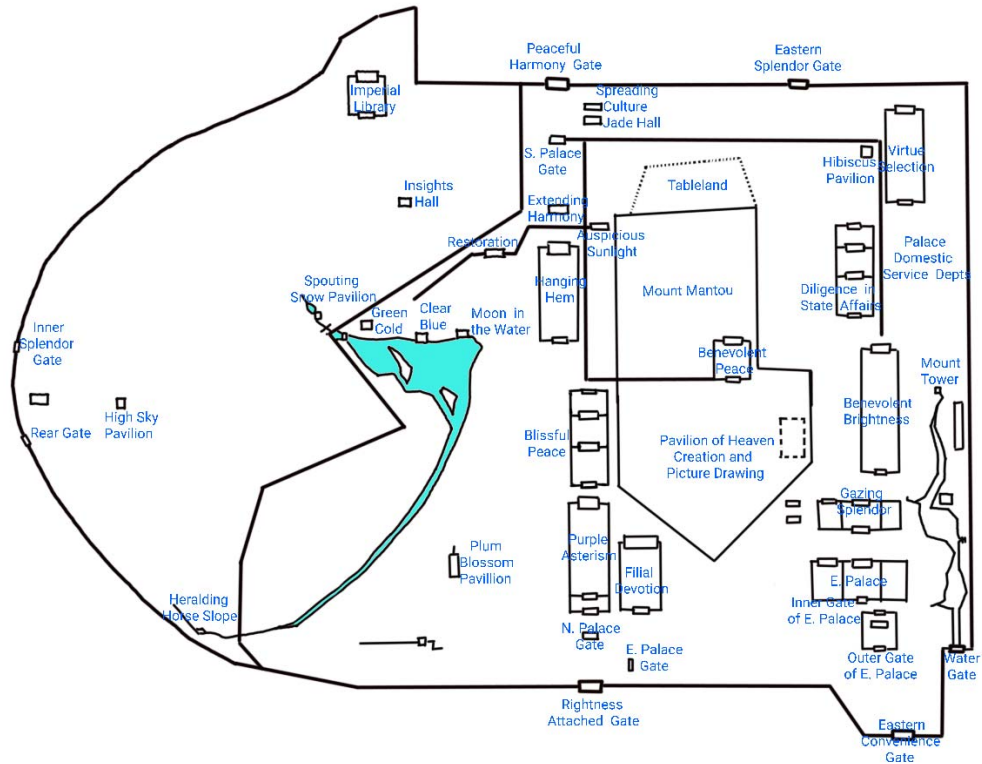 Peaceful
Harmony Gate
Eastern
Splendor Gate
Imperial
Library
Spreading
Culture
Jade Hall
S. Palace
Gate
Hibiscus
Pavilion
Virtue
Selection
Tableland
Insights
Hall
Extending
Harmony
Auspicious
Sunlight
Restoration
Palace
Domestic
Service Depts
Spouting
Snow Pavilion
Hanging
Hem
Mount Mantou
Diligence in
State Affairs
Green
Cold
Clear
Blue
Moon in
the Water
Inner
Splendor
Gate
Benevolent
Peace
Mount
Tower
Rear Gate
High Sky
Pavilion
Benevolent
Brightness
Blissful
Peace
Pavilion of Heaven
Creation and
Picture Drawing
Gazing
Splendor
Plum
Blossom
Pavillion
Purple
Asterism
Filial
Devotion
E. Palace
Inner Gate
of E. Palace
Heralding
Horse Slope
N. Palace
Gate
E. Palace
Gate
Outer Gate
of E. Palace
Water
Gate
Rightness
Attached Gate
Eastern
Convenience
Gate